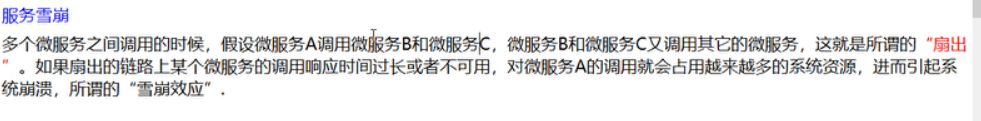 服务雪崩
多个微服务之间调用的时候，假设微服务A调用微服务B和微服务C，微服务B和微服务C又调用其它的微服务，这就是所谓的“扇出
”。如果扇出的链路上某个微服务的调用响应时间过长或者不可用，对微服务A的调用就会占用越来越多的系统资源，进而引起系
统崩溃，所谓的“雪崩效应”.